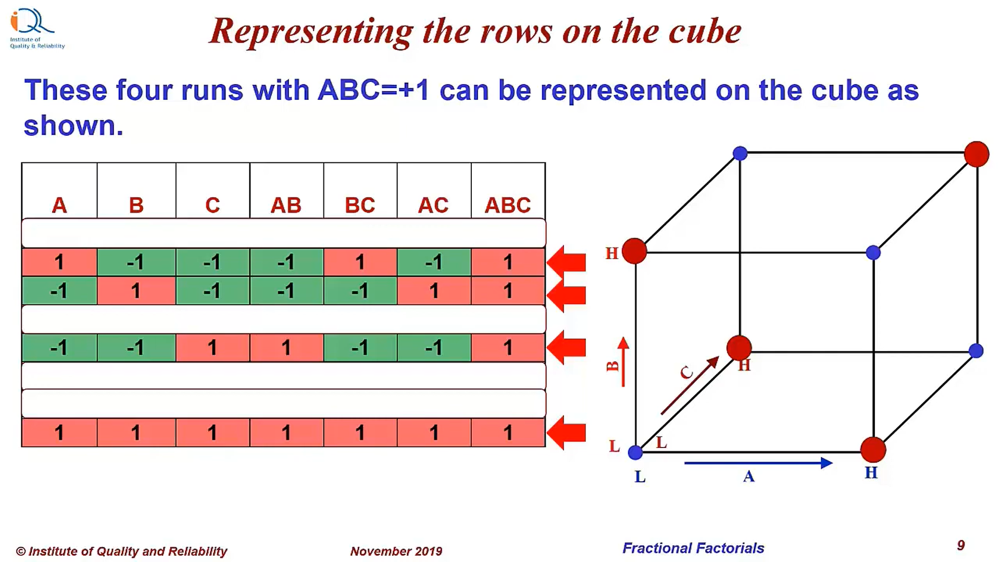 iQR
Institute of
Quality & Reliability
Representing the rows on the cube
These four runs with ABC=+1 can be represented on the cube as
shown.
A B C AB BC AC ABC
1 -1 -1 -1 1 -1 1
-1 1 -1 -1 -1 1 1
-1 -1 1 1 -1 -1 1
1 1 1 1 1 1 1
H
B
C
H
L
L
L
A
H
© Institute of Quality and Reliability
November 2019
Fractional Factorials
9